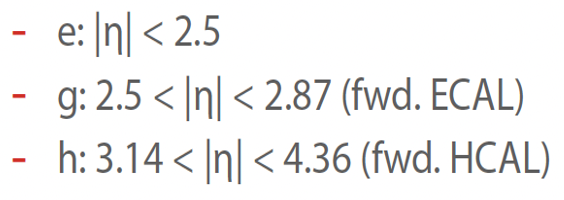 - e: |η| < 2.5
- g: 2.5 < |η| < 2.87 (fwd. ECAL)
- h: 3.14 < |η| < 4.36 (fwd. HCAL)